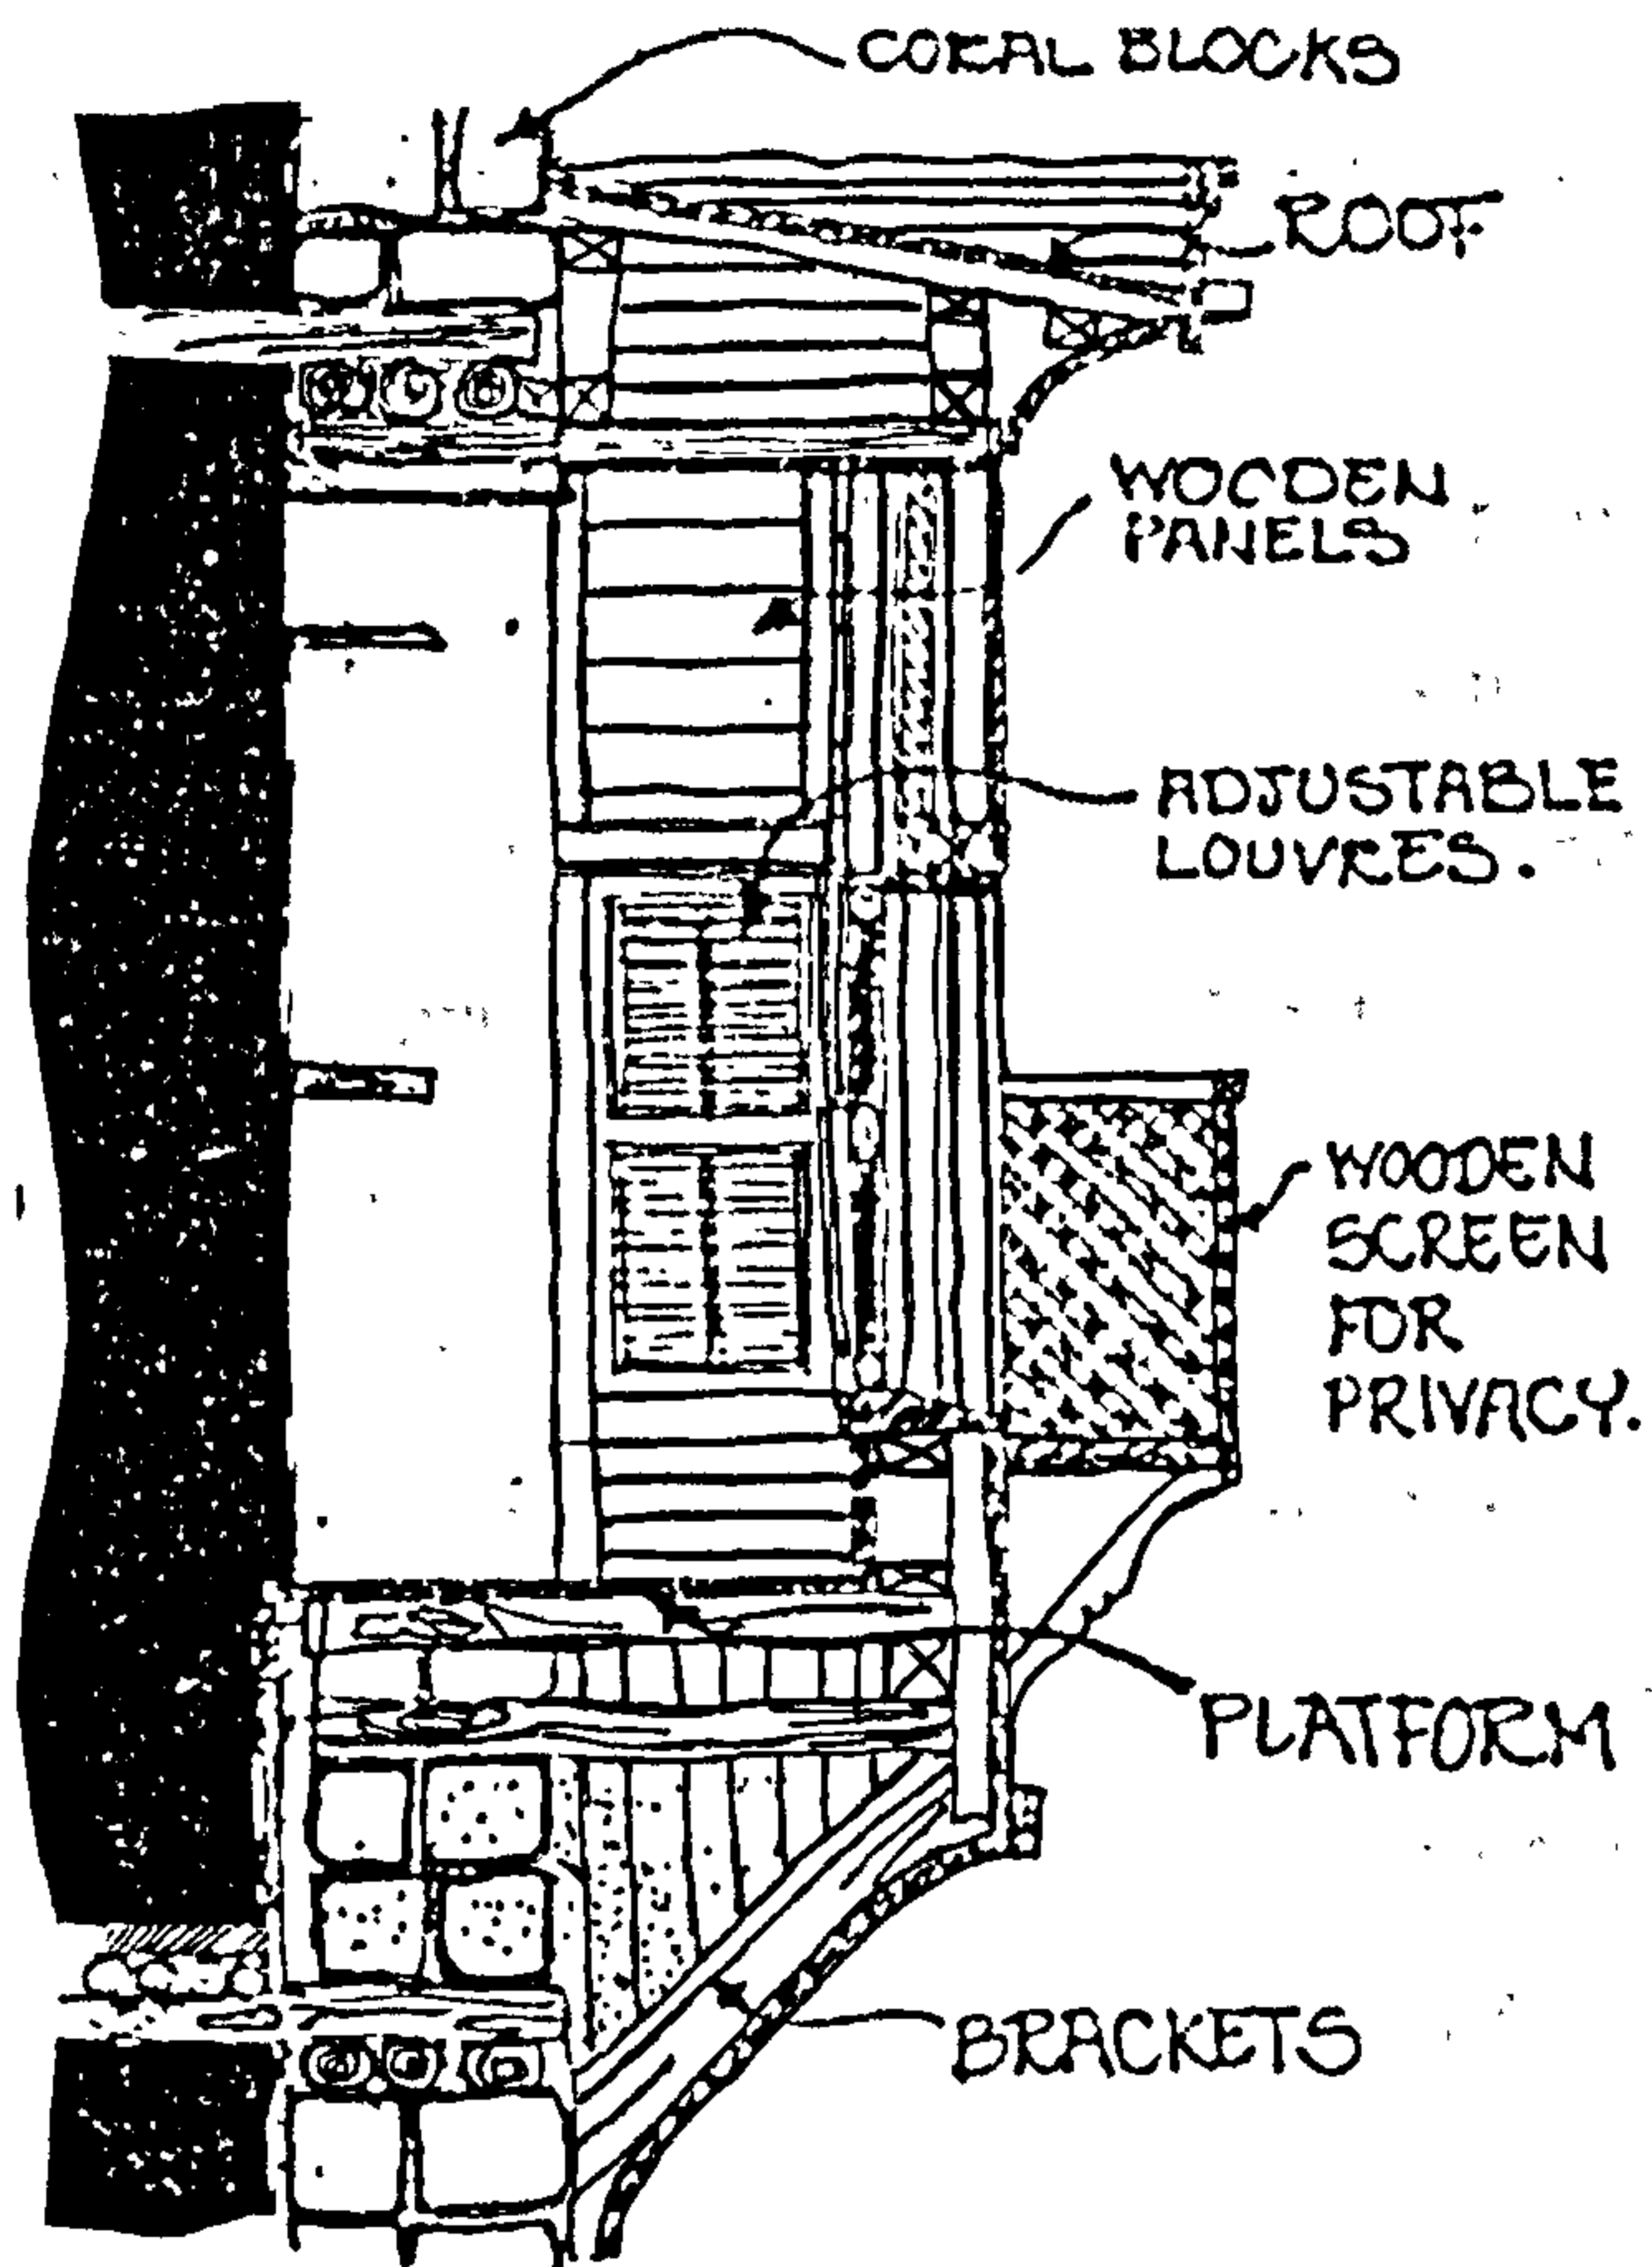 CORAL BLOCKS
ROOF
WOODEN
PANELS
ADJUSTABLE
LOUVRES.
WOODEN
SCREEN
FOR
PRIVACY.
PLATFORM
BRACKETS